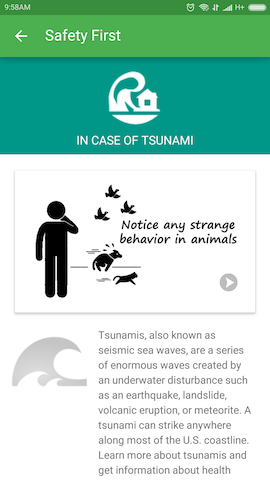 9:58AM
H+
Safety First
IN CASE OF TSUNAMI
Notice any strange
behavior in animals
Tsunamis, also known as
seismic sea waves, are a series
of enormous waves created by
an underwater disturbance such
as an earthquake, landslide,
volcanic eruption, or meteorite. A
tsunami can strike anywhere
along most of the U.S. coastline.
Learn more about tsunamis and
get information about health